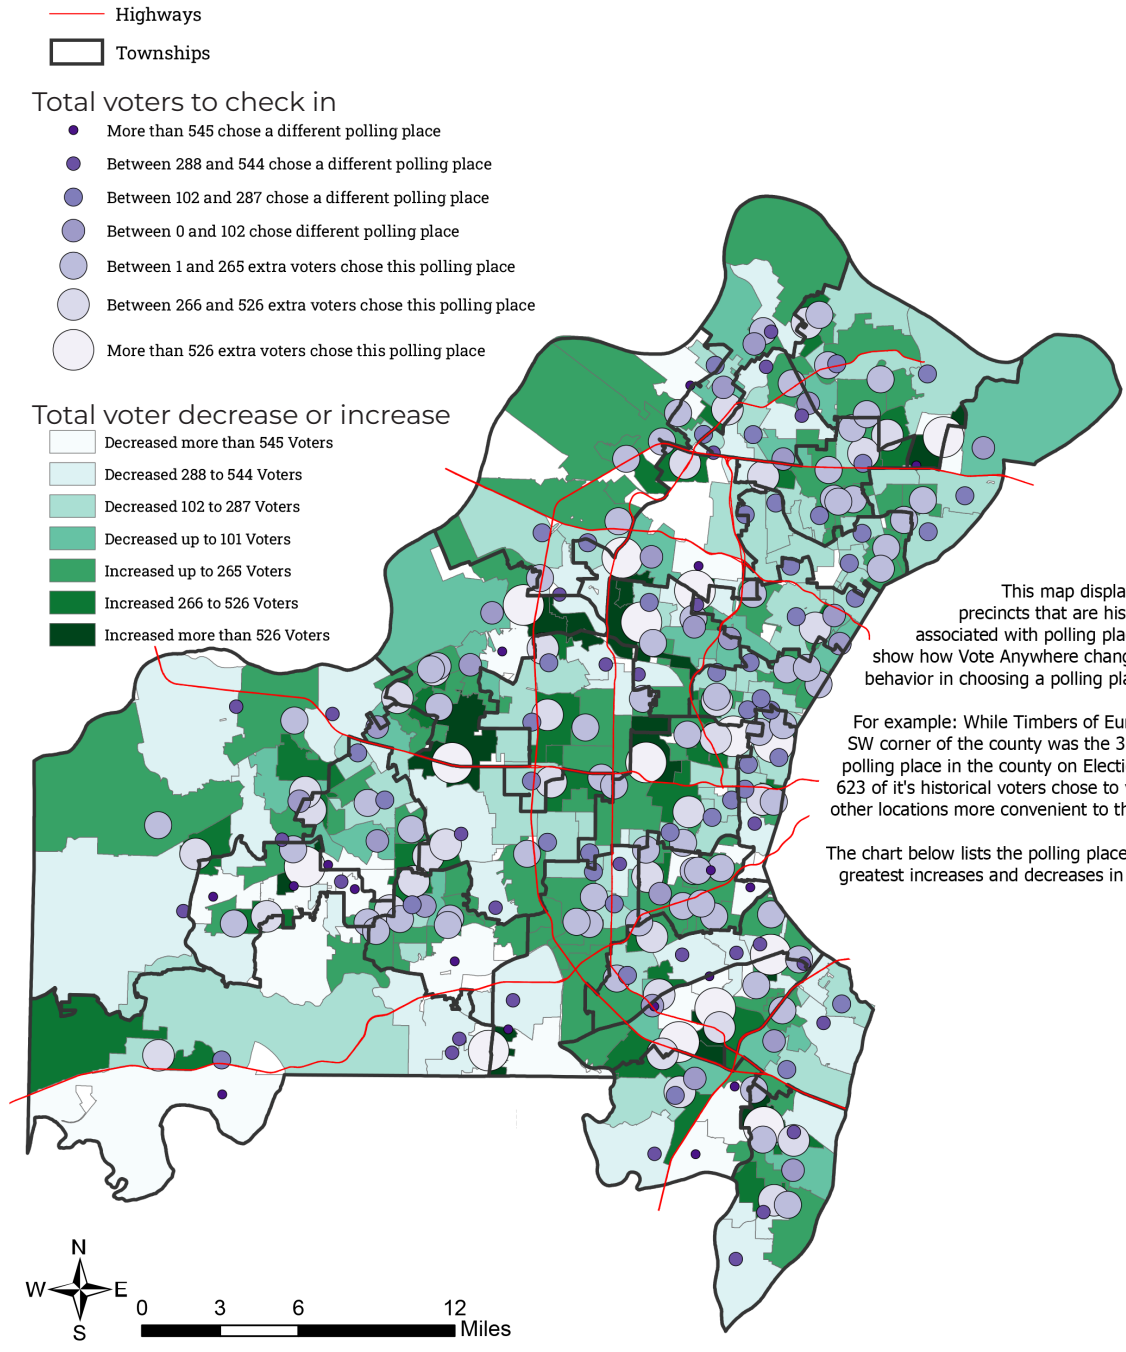 Highways
Townships
Total voters to check in
More than 545 chose a different polling place
Between 288 and 544 chose a different polling place
Between 102 and 287 chose a different polling place
Between 0 and 102 chose different polling place
Between 1 and 265 extra voters chose this polling place
Between 266 and 526 extra voters chose this polling place
More than 526 extra voters chose this polling place
Total voter decrease or increase
Decreased more than 545 Voters
Decreased 288 to 544 Voters
Decreased 102 to 287 Voters
Decreased up to 101 Voters
Increased up to 265 Voters
Increased 266 to 526 Voters
Increased more than 526 Voters
This map displa
precincts that are his
associated with polling pla
show how Vote Anywhere chang
behavior in choosing a polling pla
For example: While Timbers of Eur
SW corner of the county was the 3
polling place in the county on Electi
623 of it's historical voters chose to
other locations more convenient to th
The chart below lists the polling place
greatest increases and decreases in
N
W E
S
0 3 6 12
Miles